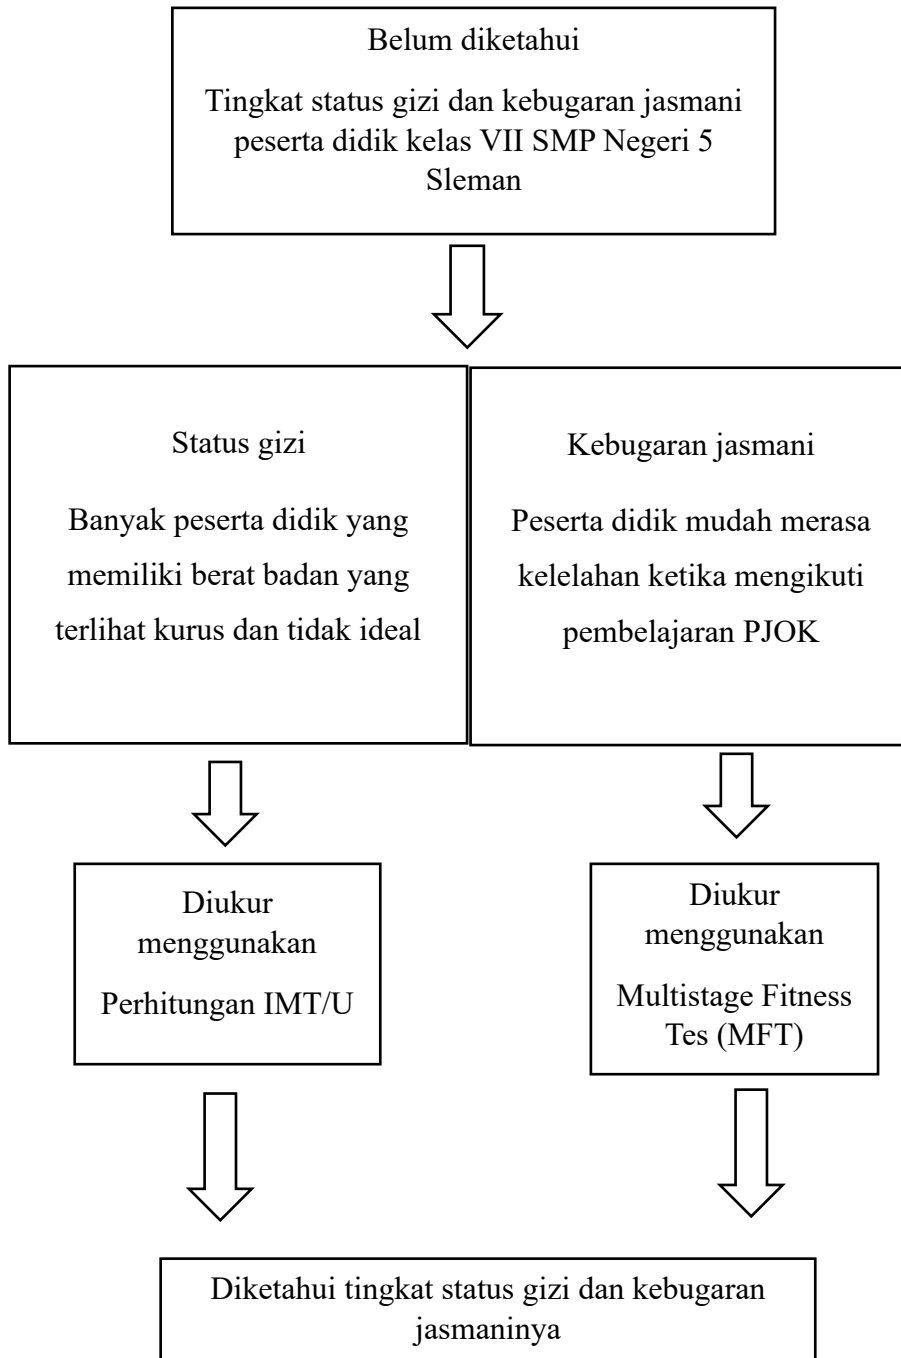 Belum diketahui
Tingkat status gizi dan kebugaran jasmani
peserta didik kelas VII SMP Negeri 5
Sleman
Status gizi
Banyak peserta didik yang
memiliki berat badan yang
terlihat kurus dan tidak ideal
Kebugaran jasmani
Peserta didik mudah merasa
kelelahan ketika mengikuti
pembelajaran PJOK
Diukur
menggunakan
Perhitungan IMT/U
Diukur
menggunakan
Multistage Fitness
Tes (MFT)
Diketahui tingkat status gizi dan kebugaran
jasmaninya